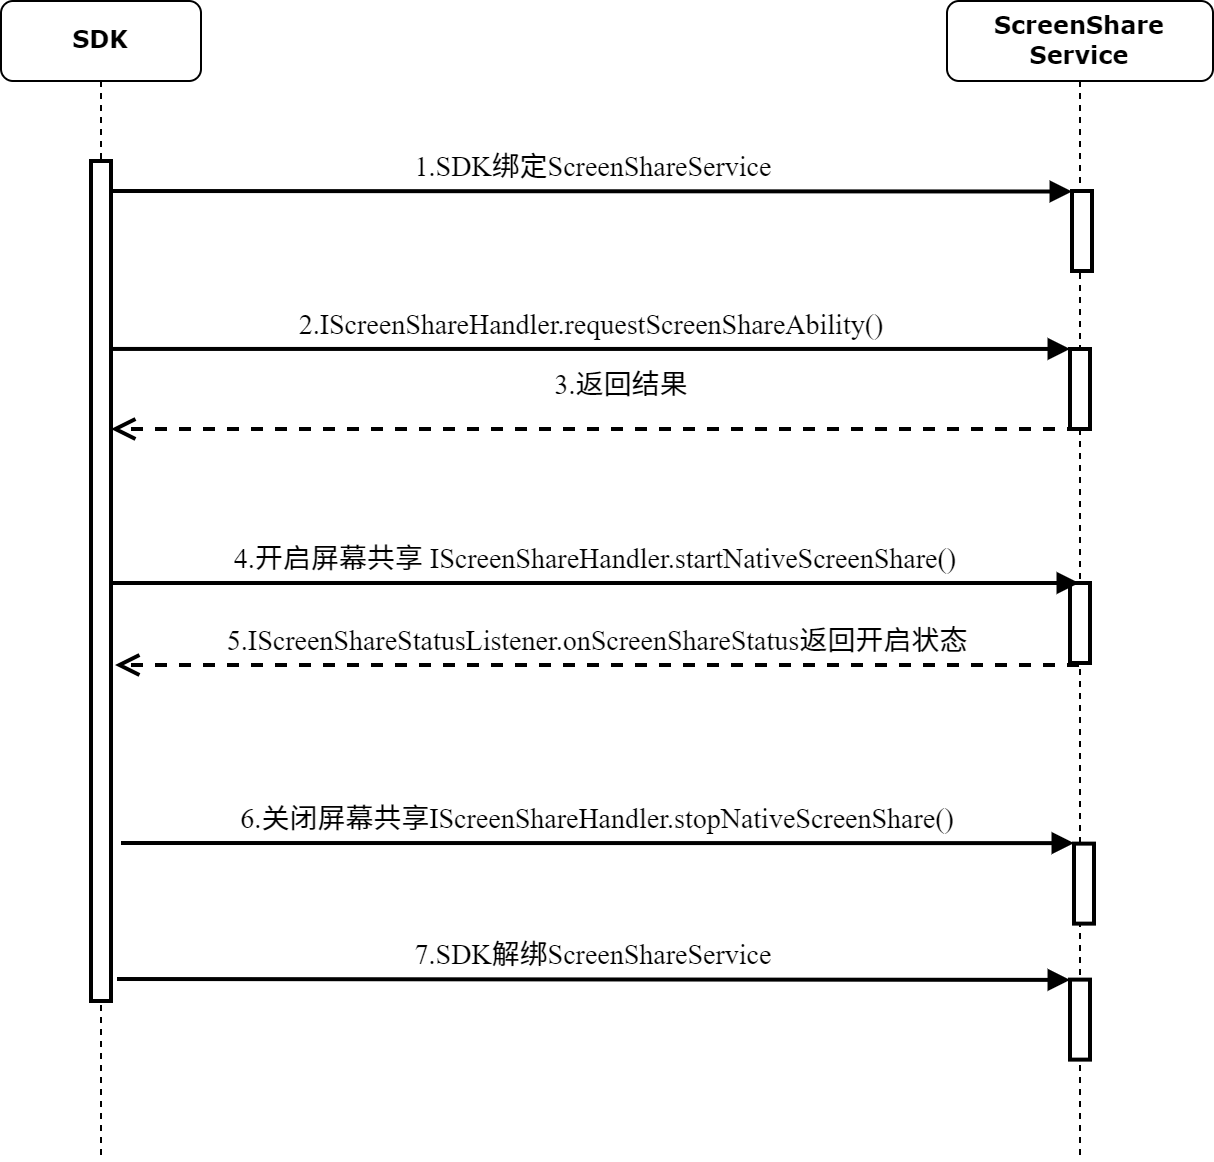 SDK
ScreenShare
Service
1.SDK绑定ScreenShareService
2.IScreenShareHandler.requestScreenShareAbility()
3.返回结果
4.开启屏幕共享 IScreenShareHandler.startNativeScreenShare()
5.IScreenShareStatusListener.onScreenShareStatus返回开启状态
6.关闭屏幕共享IScreenShareHandler.stopNativeScreenShare()
7.SDK解绑ScreenShareService